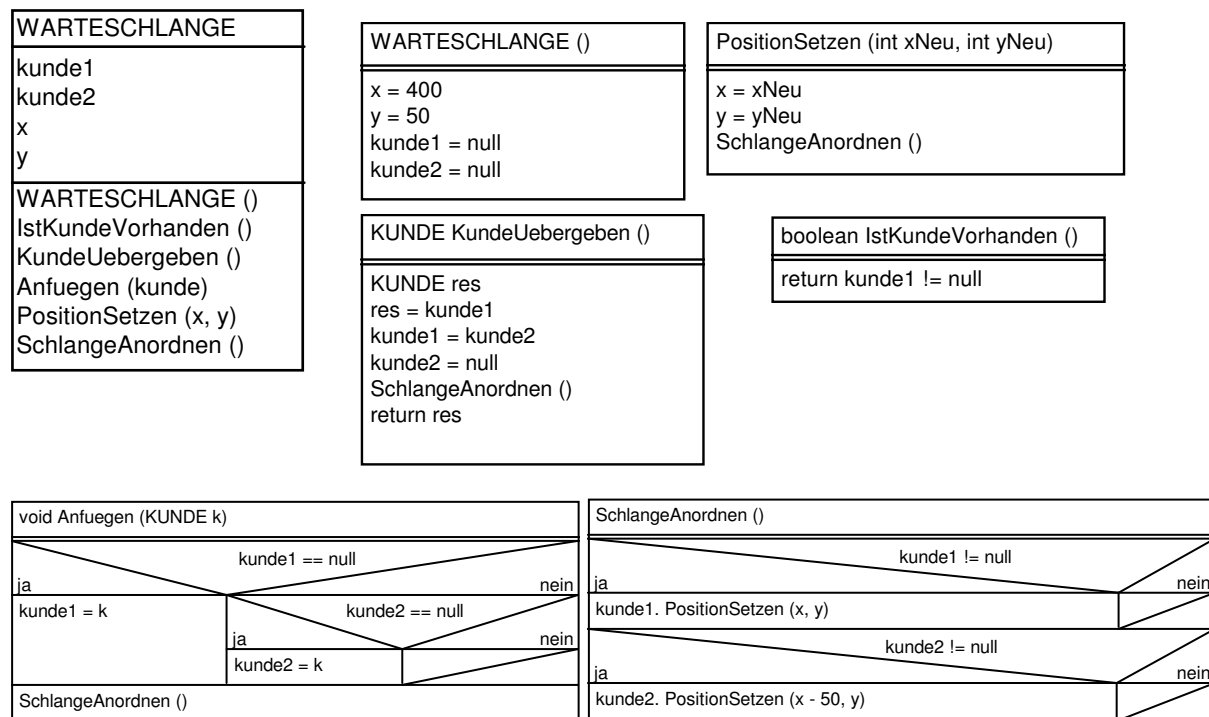 WARTESCHLANGE
kunde1
kunde2
x
y
WARTESCHLANGE ()
IstKundeVorhanden ()
KundeUebergeben ()
Anfuegen (kunde)
PositionSetzen (x, y)
SchlangeAnordnen ()
WARTESCHLANGE ()
x = 400
y = 50
kunde1 = null
kunde2 = null
PositionSetzen (int xNeu, int yNeu)
x = xNeu
y = yNeu
SchlangeAnordnen ()
KUNDE KundeUebergeben ()
KUNDE res
res = kunde1
kunde1 = kunde2
kunde2 = null
SchlangeAnordnen ()
return res
boolean IstKundeVorhanden ()
return kunde1 != null
void Anfuegen (KUNDE k)
kunde1 == null
ja
nein
kunde1 = k
kunde2 == null
ja
nein
kunde2 = k
SchlangeAnordnen ()
SchlangeAnordnen ()
kunde1 != null
ja
nein
kunde1. PositionSetzen (x, y)
kunde2 != null
ja
nein
kunde2. PositionSetzen (x - 50, y)